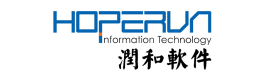 HOPERUN
Information Technology
潤和軟件